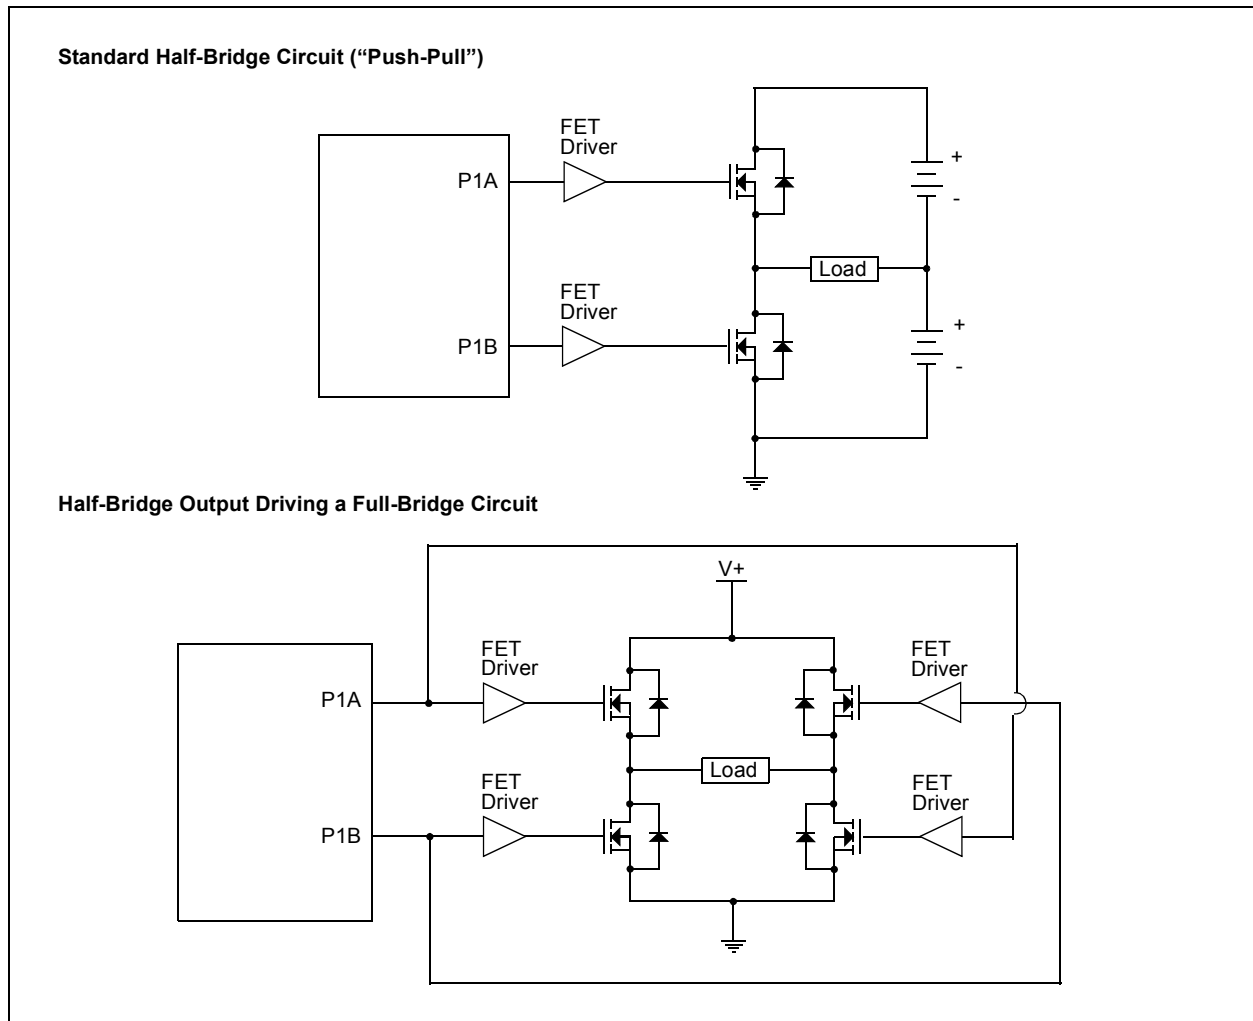 Standard Half-Bridge Circuit (“Push-Pull”)
FET
Driver
P1A
+
-
Load
FET
Driver
P1B
+
-
Half-Bridge Output Driving a Full-Bridge Circuit
V+
FET
Driver
FET
Driver
P1A
Load
FET
Driver
FET
Driver
P1B